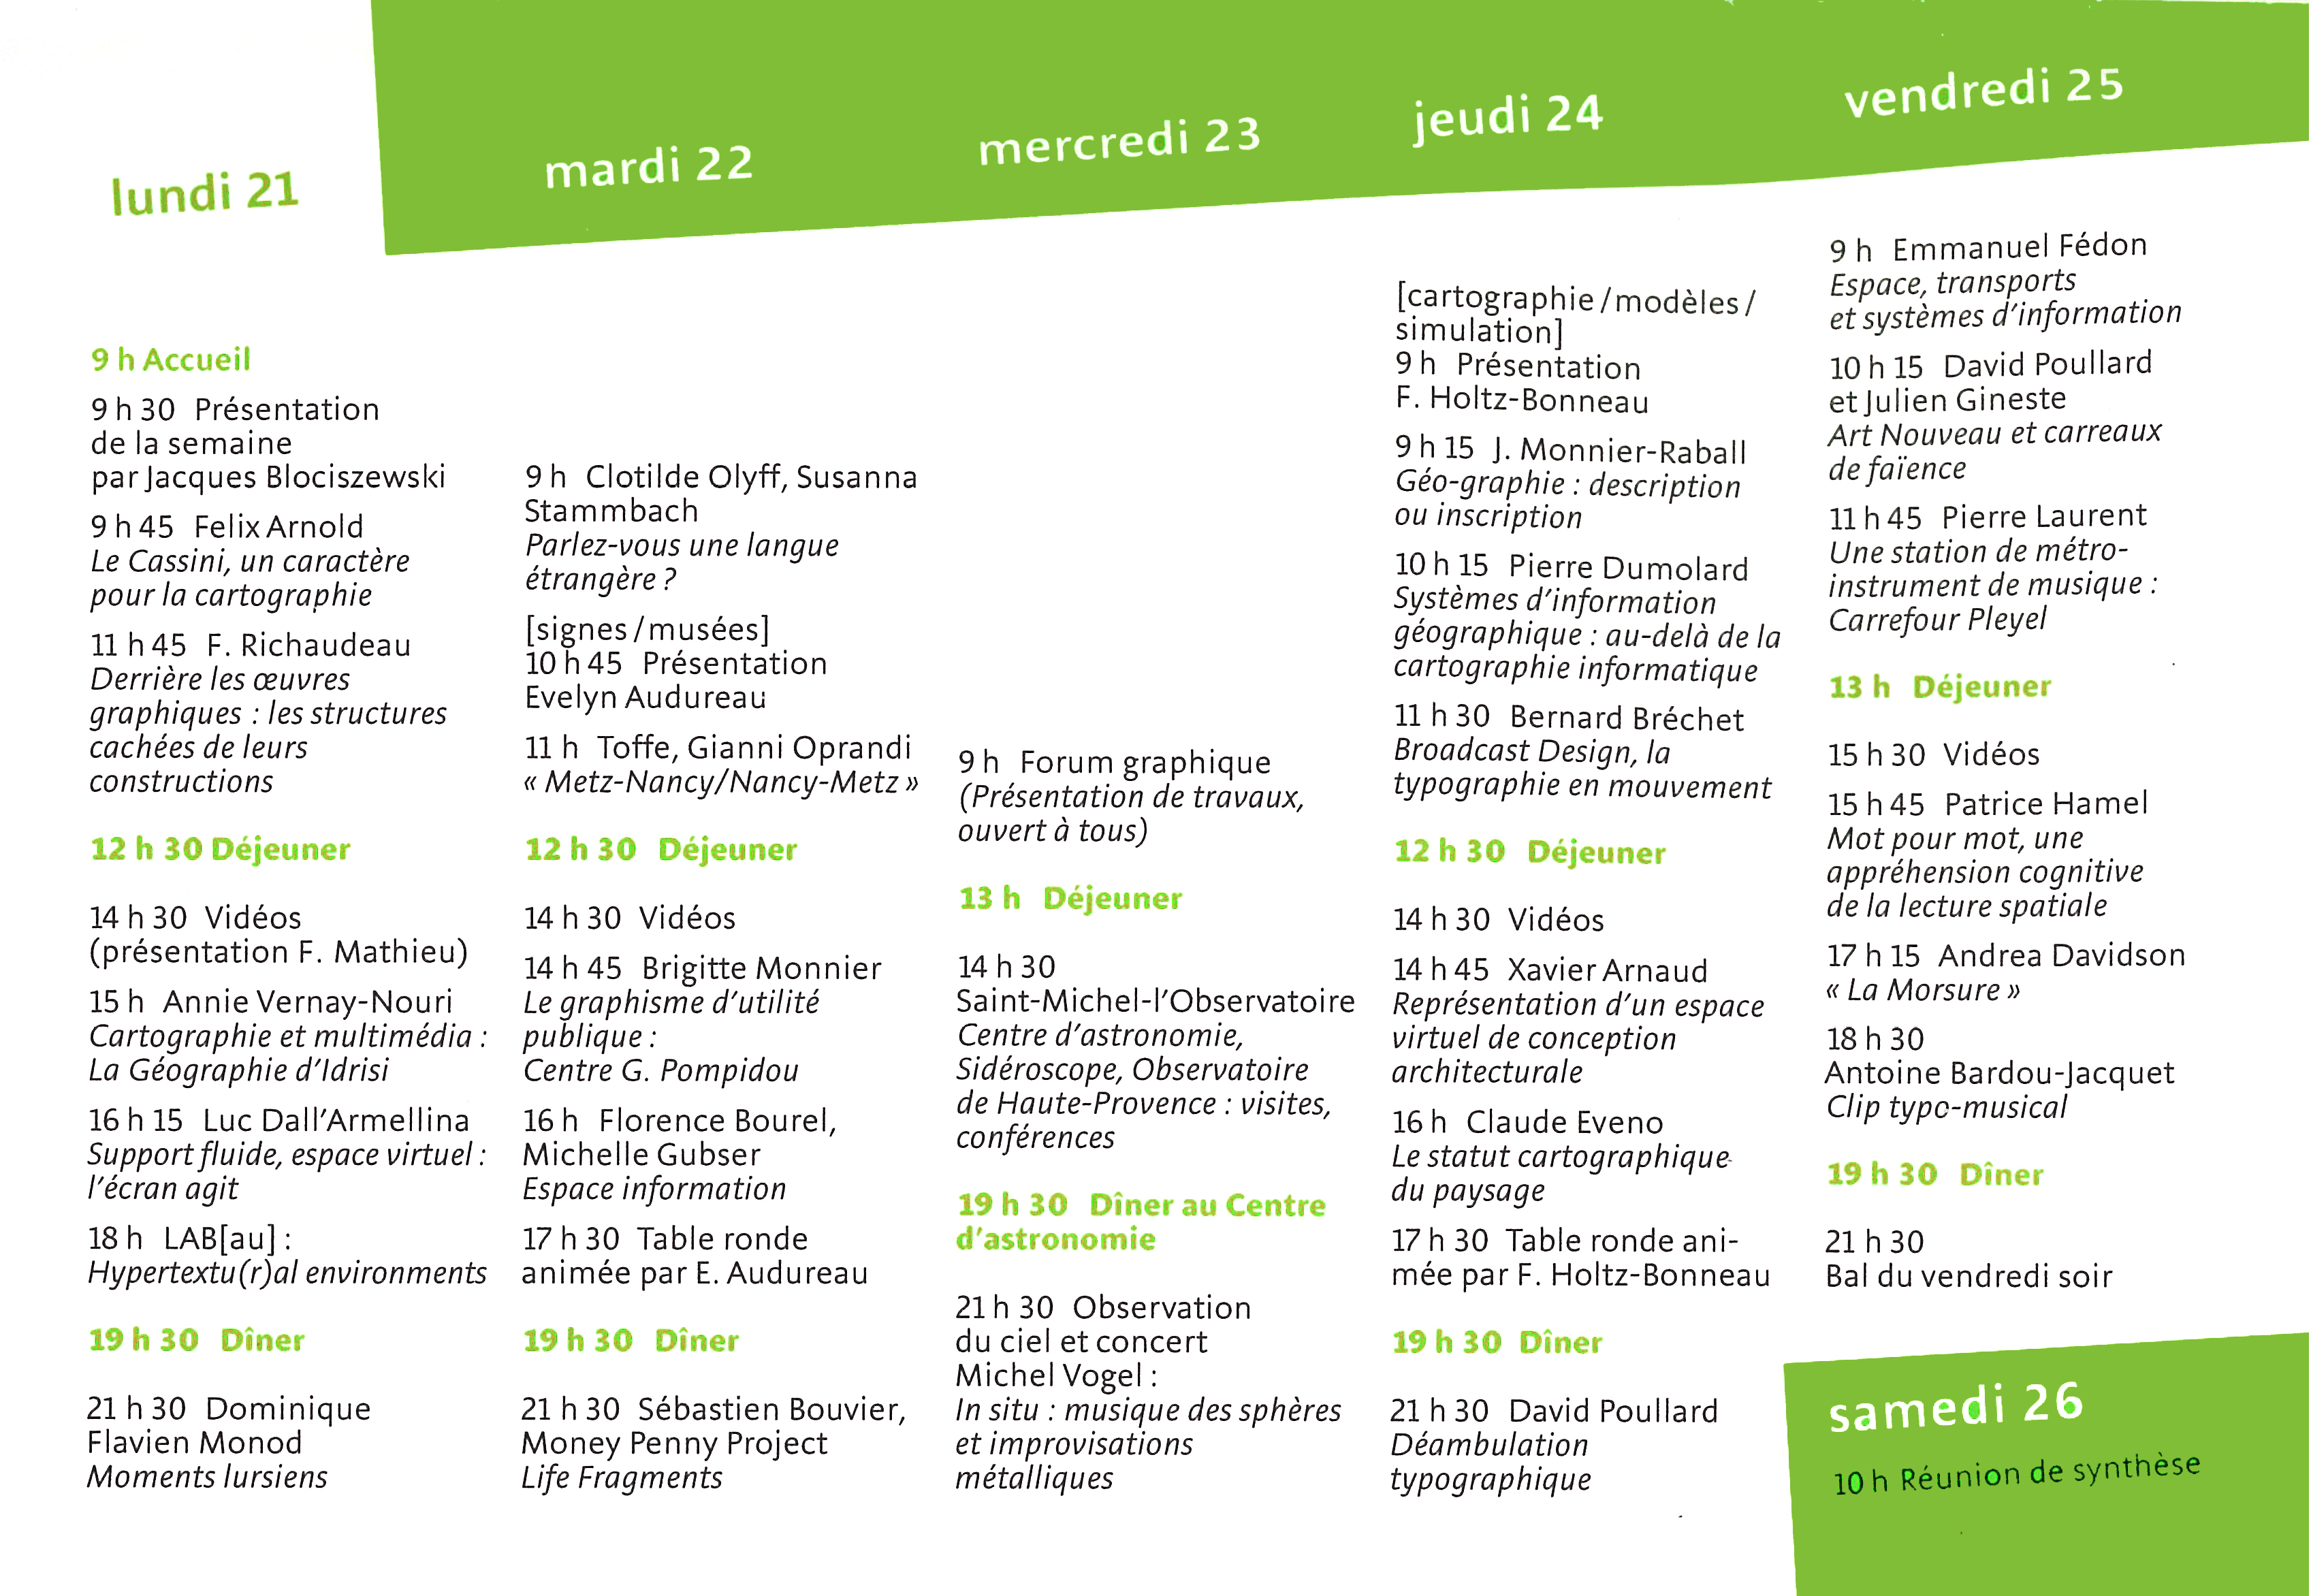 lundi 21
9 h Accueil
9 h 30 Présentation
de la semaine
par Jacques Blociszewski
9 h 45 Felix Arnold
Le Cassini, un caractère
pour la cartographie
11 h 45 F. Richaudeau
Derrière les œuvres
graphiques : les structures
cachées de leurs
constructions
12 h 30 Déjeuner
14 h 30 Vidéos
(présentation F. Mathieu)
15 h Annie Vernay-Nouri
Cartographie et multimédia :
La Géographie d'Idrisi
16 h 15 Luc Dall'Armellina
Support fluide, espace virtuel :
l'écran agit
18 h LAB[au] :
Hypertextu(r)al environments
19 h 30 Dîner
21 h 30 Dominique
Flavien Monod
Moments lursiens
mardi 22
9 h Clotilde Olyff, Susanna
Stammbach
Parlez-vous une langue
étrangère ?
[signes / musées]
10 h 45 Présentation
Evelyn Audureau
11 h Toffe, Gianni Oprandi
« Metz-Nancy/Nancy-Metz »
12 h 30 Déjeuner
14 h 30 Vidéos
14 h 45 Brigitte Monnier
Le graphisme d'utilité
publique :
Centre G. Pompidou
16 h Florence Bourel,
Michelle Gubser
Espace information
17 h 30 Table ronde
animée par E. Audureau
19 h 30 Dîner
21 h 30 Sébastien Bouvier,
Money Penny Project
Life Fragments
mercredi 23
9 h Forum graphique
(Présentation de travaux,
ouvert à tous)
13 h Déjeuner
14 h 30
Saint-Michel-l'Observatoire
Centre d'astronomie,
Sidéroscope, Observatoire
de Haute-Provence : visites,
conférences
19 h 30 Dîner au Centre
d'astronomie
21 h 30 Observation
du ciel et concert
Michel Vogel :
In situ : musique des sphères
et improvisations
métalliques
jeudi 24
[cartographie / modèles /
simulation]
9 h Présentation
F. Holtz-Bonneau
9 h 15 J. Monnier-Raball
Géo-graphie : description
ou inscription
10 h 15 Pierre Dumolard
Systèmes d'information
géographique : au-delà de la
cartographie informatique
11 h 30 Bernard Bréchet
Broadcast Design, la
typographie en mouvement
12 h 30 Déjeuner
14 h 30 Vidéos
14 h 45 Xavier Arnaud
Représentation d'un espace
virtuel de conception
architecturale
16 h Claude Eveno
Le statut cartographique
du paysage
17 h 30 Table ronde ani-
mée par F. Holtz-Bonneau
19 h 30 Dîner
21 h 30 David Poullard
Déambulation
typographique
vendredi 25
9 h Emmanuel Fédon
Espace, transports
et systèmes d'information
10 h 15 David Poullard
et Julien Gineste
Art Nouveau et carreaux
de faïence
11 h 45 Pierre Laurent
Une station de métro-
instrument de musique :
Carrefour Pleyel
13 h Déjeuner
15 h 30 Vidéos
15 h 45 Patrice Hamel
Mot pour mot, une
appréhension cognitive
de la lecture spatiale
17 h 15 Andrea Davidson
« La Morsure »
18 h 30
Antoine Bardou-Jacquet
Clip typo-musical
19 h 30 Dîner
21 h 30
Bal du vendredi soir
samedi 26
10 h Réunion de synthèse